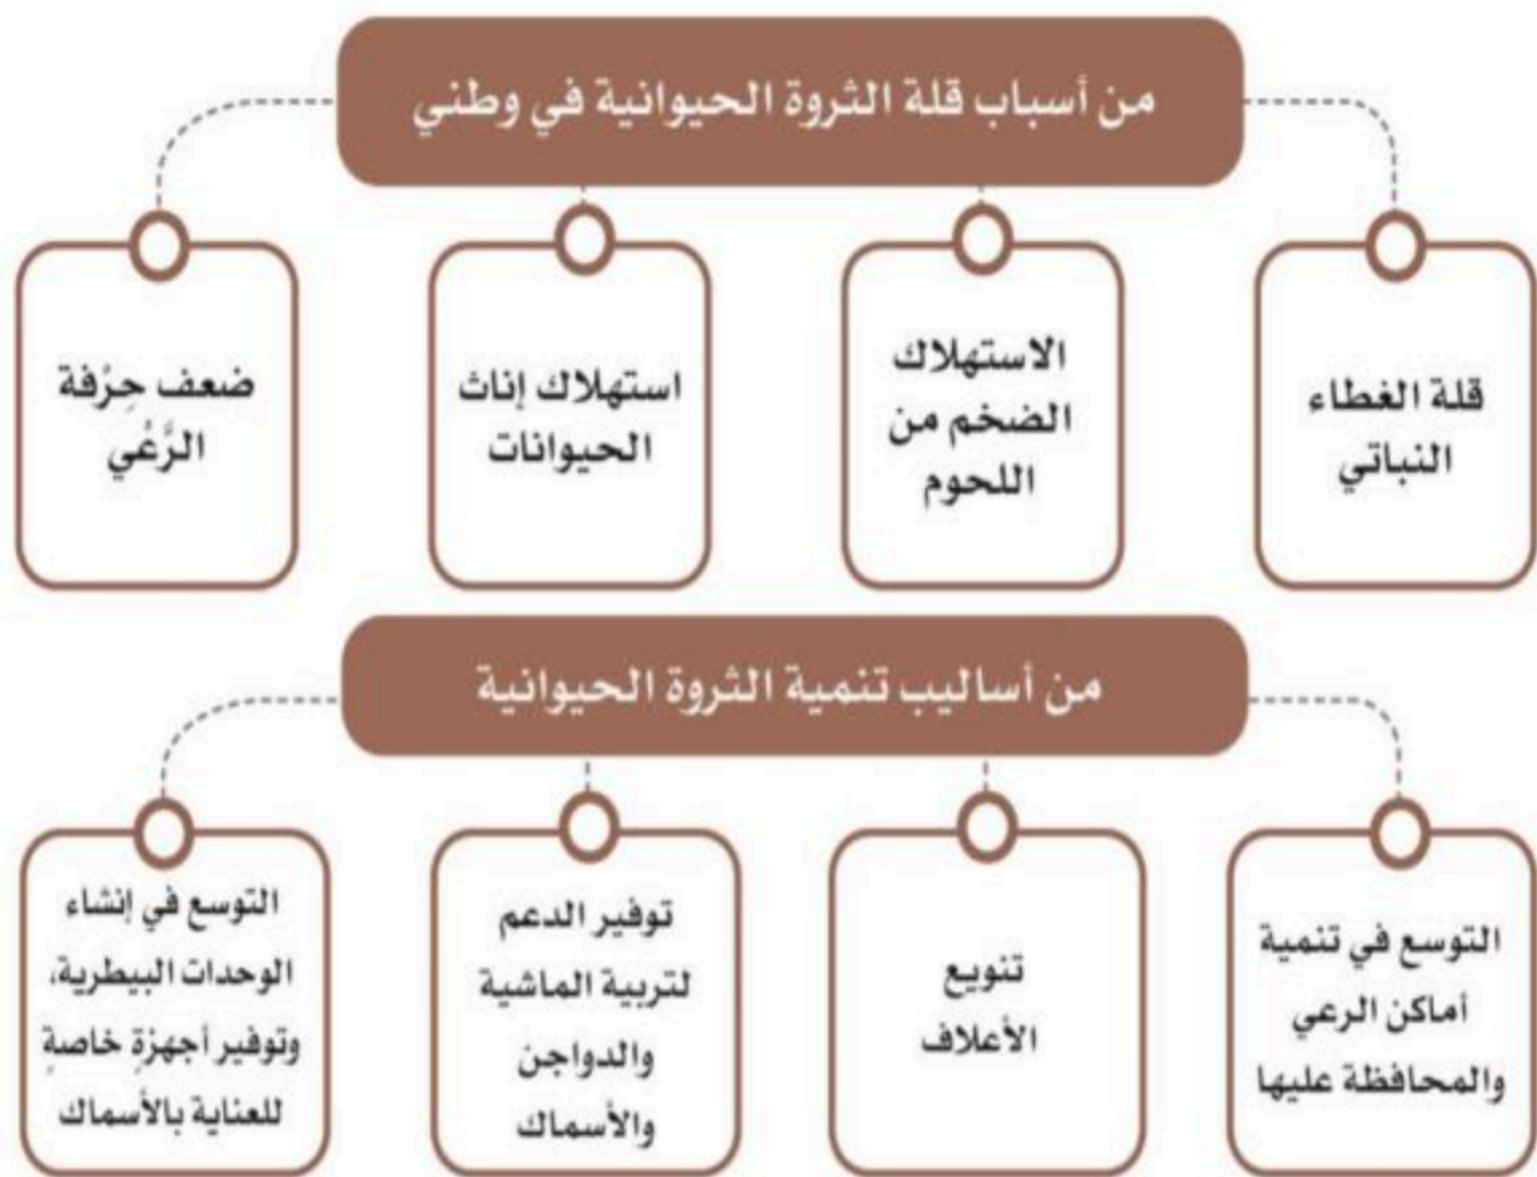 من أسباب قلة الثروة الحيوانية في وطني
قلة الغطاء
النباتي
الاستهلاك
الضخم من
اللحوم
استهلاك إناث
الحيوانات
ضعف حِرْفة
الرَّعْي
من أساليب تنمية الثروة الحيوانية
التوسع في تنمية
أماكن الرعي
والمحافظة عليها
تنويع
الأعلاف
توفير الدعم
لتربية الماشية
والدواجن
والأسماك
التوسع في إنشاء
الوحدات البيطرية،
وتوفير أجهزةٍ خاصةٍ
للعناية بالأسماك